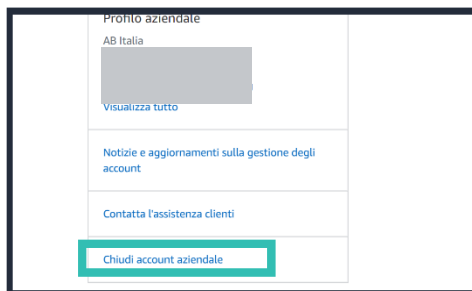 Profilo aziendale
AB Italia
Visualizza tutto
Notizie e aggiornamenti sulla gestione degli
account
Contatta l'assistenza clienti
Chiudi account aziendale